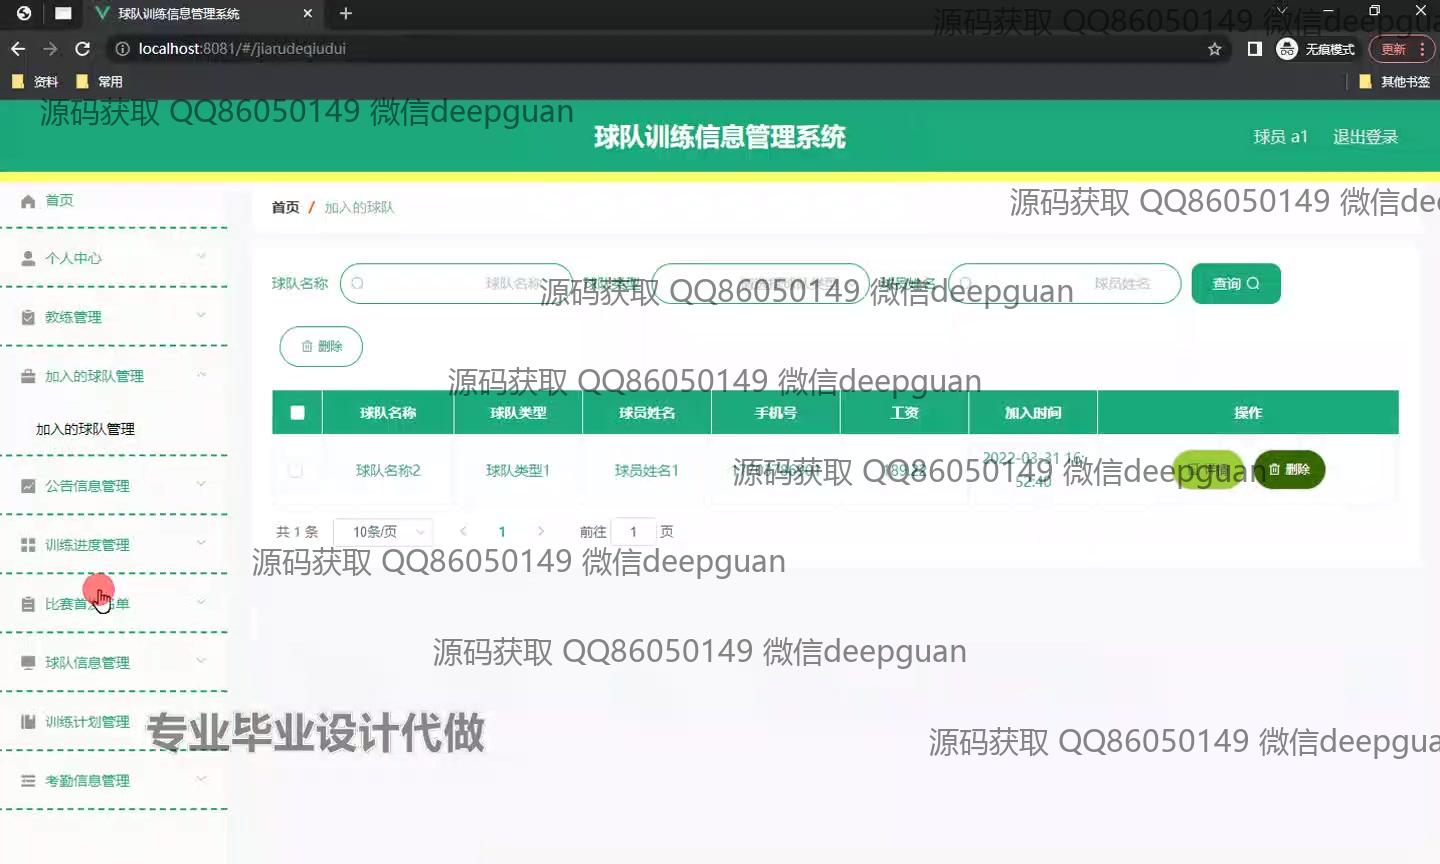 球队训练信息管理系统
localhost:8081/#/jiarudeqiudui
无痕模式
更新
资料
常用
其他书签
源码获取 QQ86050149 微信deepgua
源码获取 QQ86050149 微信deepguan
球队训练信息管理系统
球员 a1
退出登录
首页
个人中心
教练管理
加入的球队管理
加入的球队管理
公告信息管理
训练进度管理
比赛首发名单
球队信息管理
训练计划管理
考勤信息管理
首页 / 加入的球队
源码获取 QQ86050149 微信dee
球队名称
球队名称
球队类型
球员姓名
球员姓名
查询
源码获取 QQ86050149 微信deepguan
删除
源码获取 QQ86050149 微信deepguan
球队名称 球队类型 球员姓名 手机号 工资 加入时间 操作
球队名称2 球队类型1 球员姓名1
2022-03-31 16:
52:40
删除
源码获取 QQ86050149 微信deepguan
共 1 条 10条/页 1 前往 1 页
源码获取 QQ86050149 微信deepguan
源码获取 QQ86050149 微信deepguan
专业毕业设计代做
源码获取 QQ86050149 微信deepgua